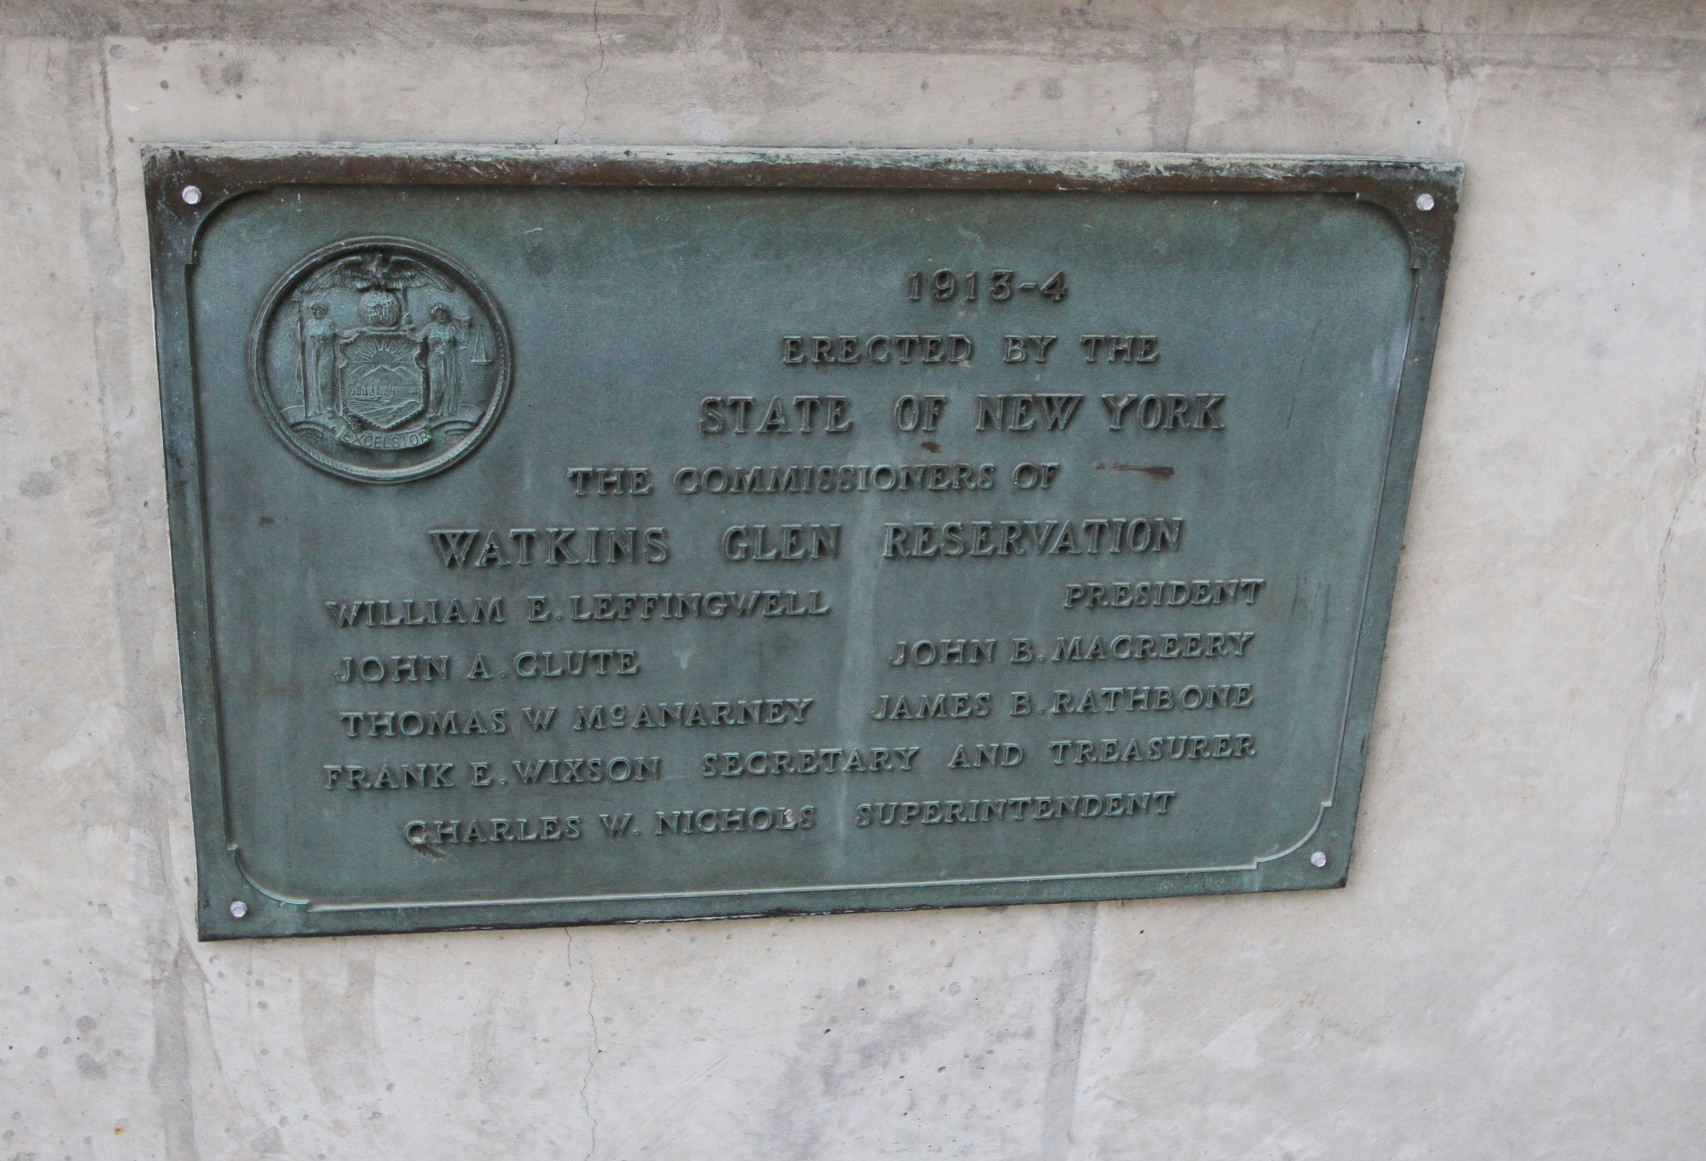 1913-4
ERECTED BY THE
STATE OF NEW YORK
THE COMMISSIONERS OF
WATKINS GLEN RESERVATION
WILLIAM E. LEFFINGWELL PRESIDENT
JOHN A. CLUTE JOHN B. MACREERY
THOMAS W McANARNEY JAMES B. RATHBONE
FRANK E. WIXSON SECRETARY AND TREASURER
CHARLES W. NICHOLS SUPERINTENDENT
EXCELSIOR